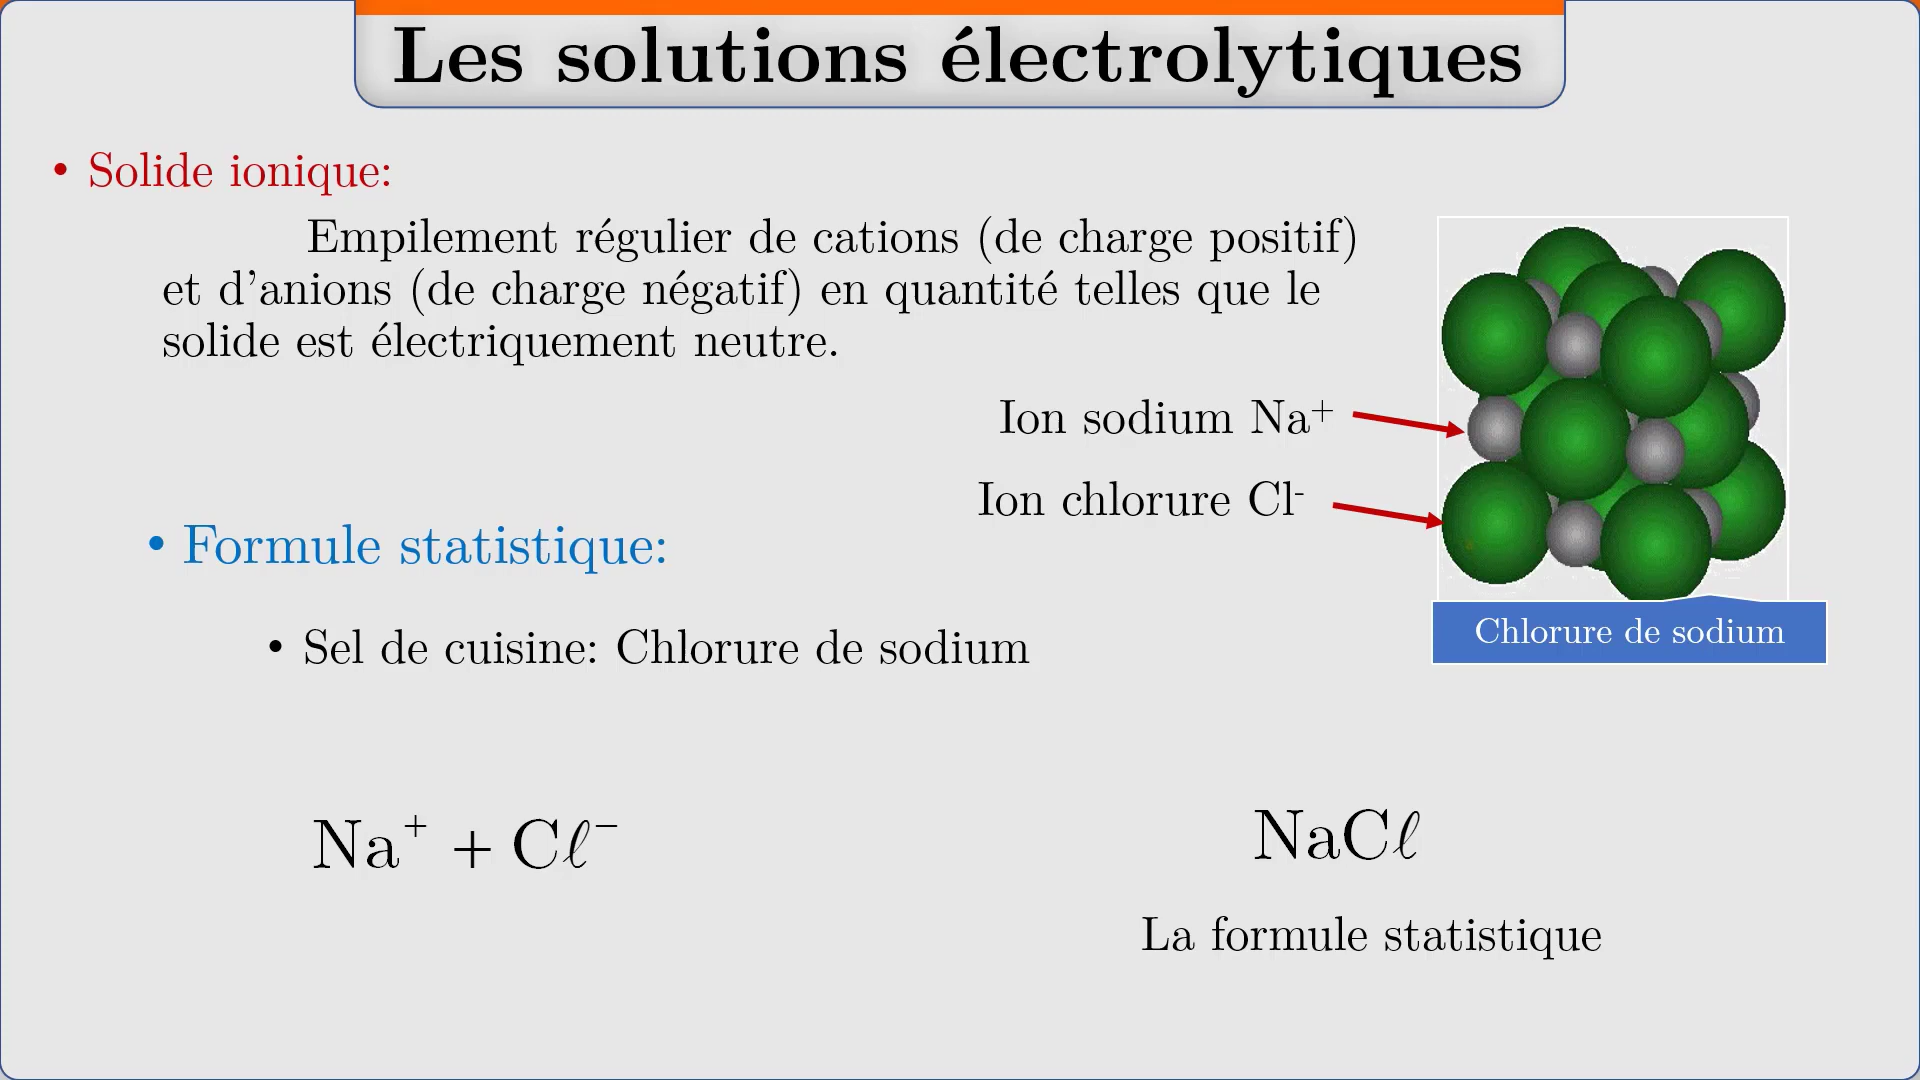 Les solutions électrolytiques
• Solide ionique:
Empilement régulier de cations (de charge positif)
et d'anions (de charge négatif) en quantité telles que le
solide est électriquement neutre.
Ion sodium Na⁺
Ion chlorure Cl⁻
• Formule statistique:
Chlorure de sodium
• Sel de cuisine: Chlorure de sodium
Na⁺ + Cℓ⁻
NaCℓ
La formule statistique